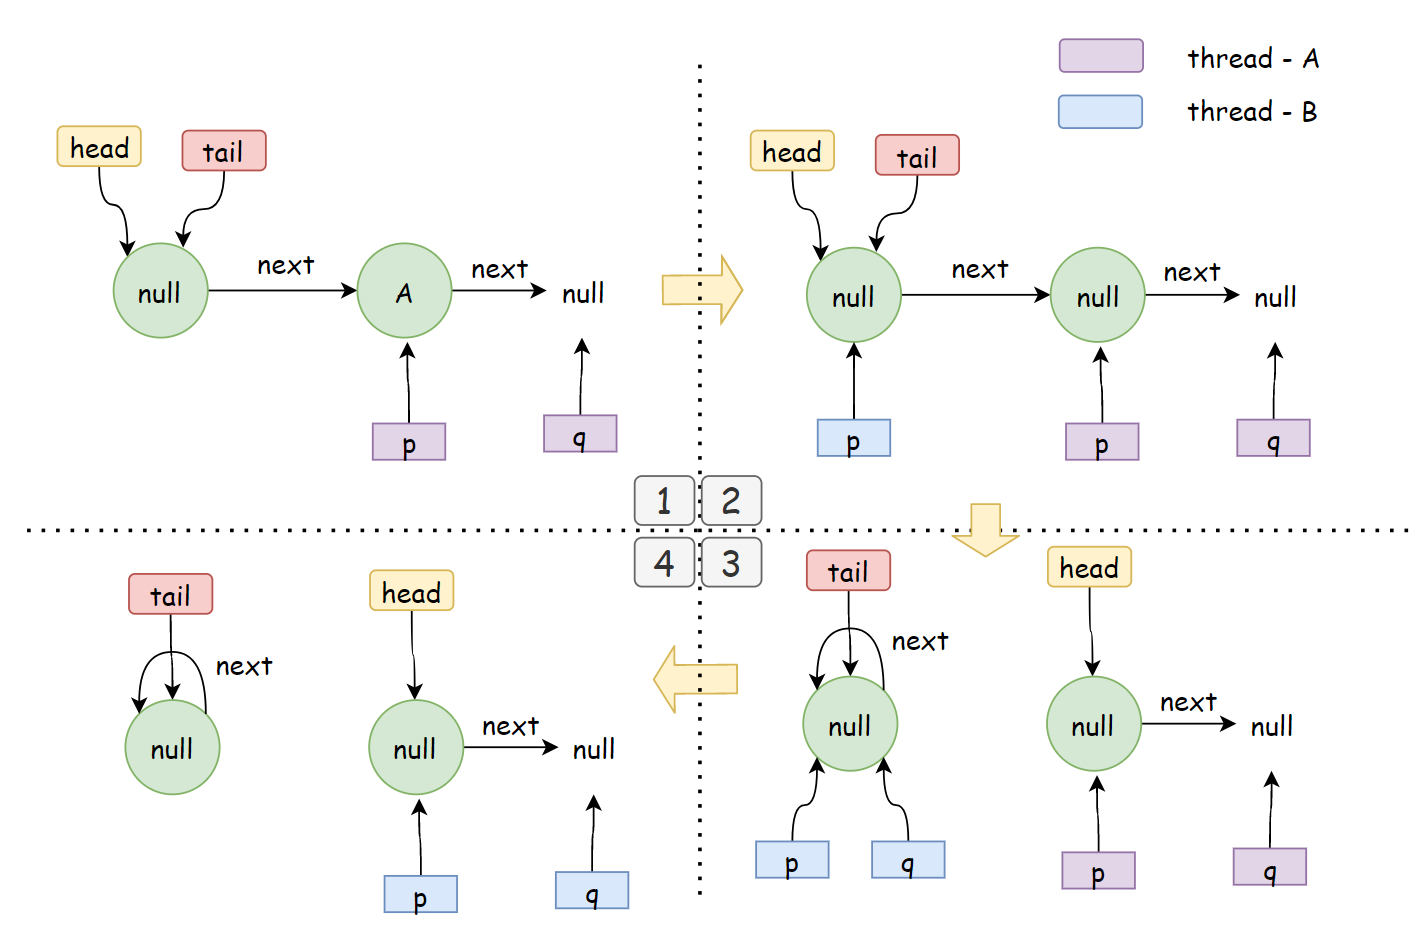 thread - A
thread - B
head
tail
next
next
null
A
null
p
q
head
tail
next
next
null
null
null
p
p
q
1
2
4
3
tail
head
next
next
null
null
null
p
q
tail
head
next
next
null
null
null
p
q
p
q